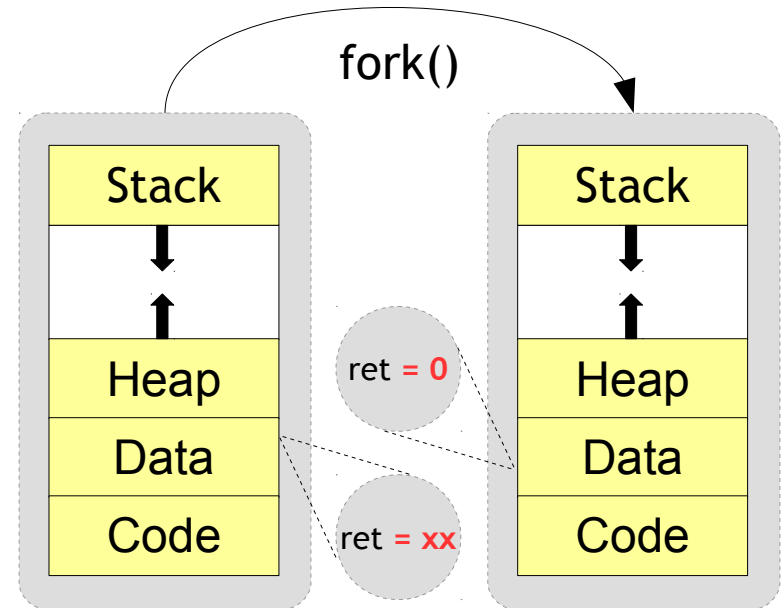 fork()
Stack
Heap
Data
Code
ret = 0
ret = xx
Stack
Heap
Data
Code